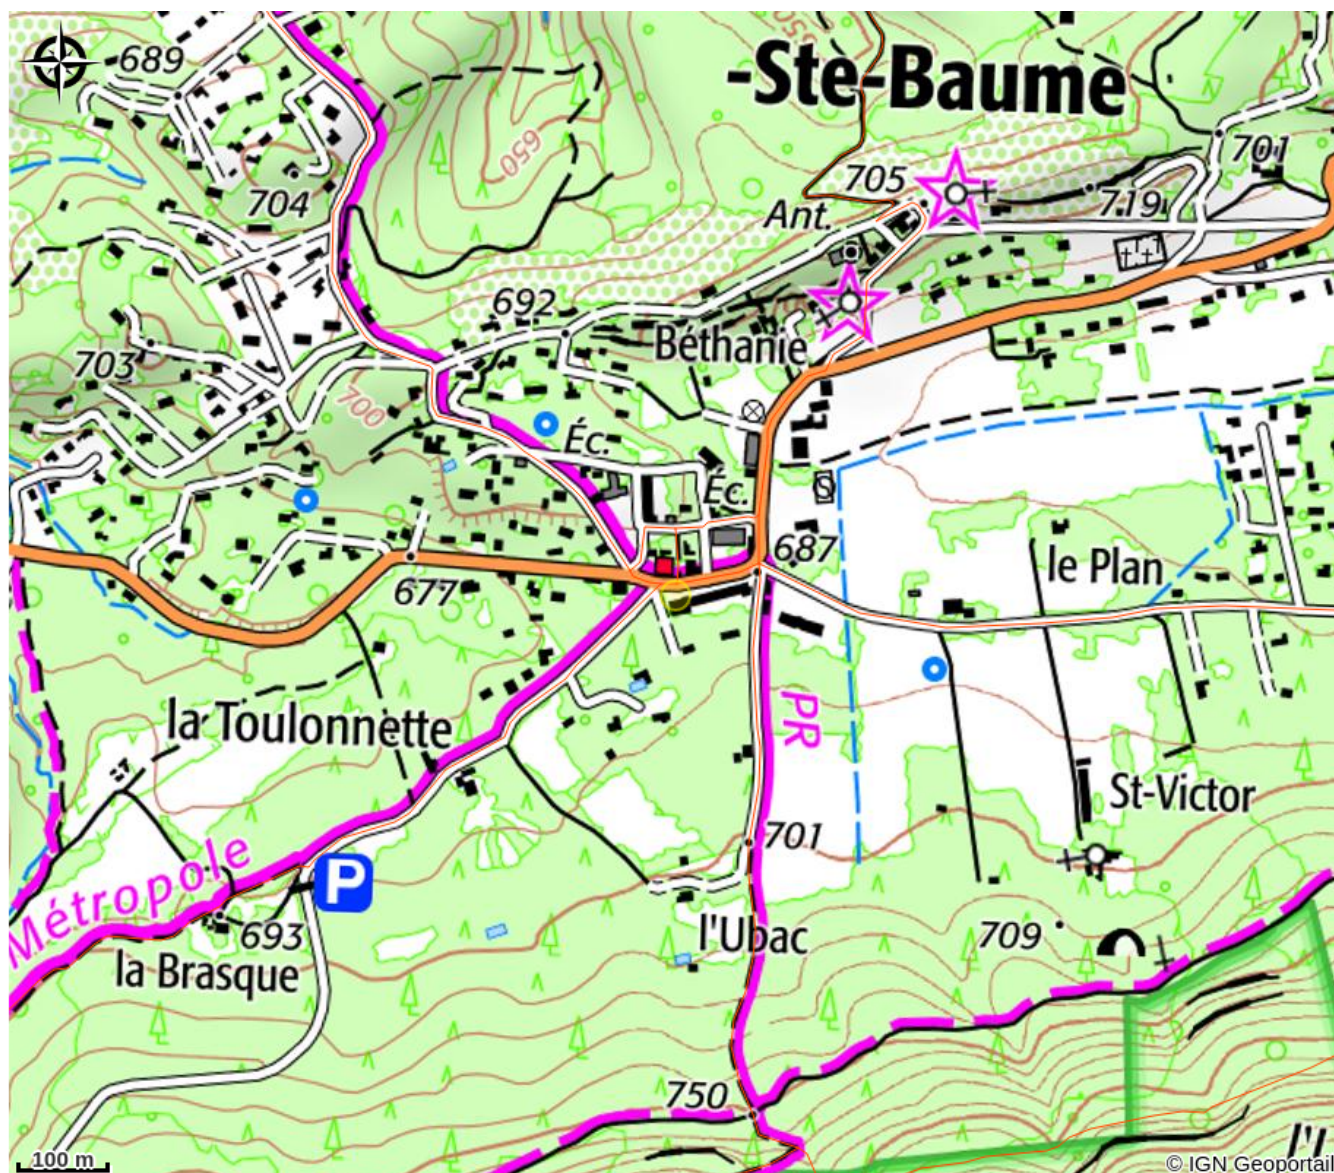 550
-Ste-Baume
689
650
701
705
704
719
Ant.
692
Béthanie
703
700
Éc.
Éc.
S
687
le Plan
677
PR
la Toulonnette
St-Victor
701
P
Métropole
693
l'Ubac
709
la Brasque
750
100 m
© IGN Geoportail